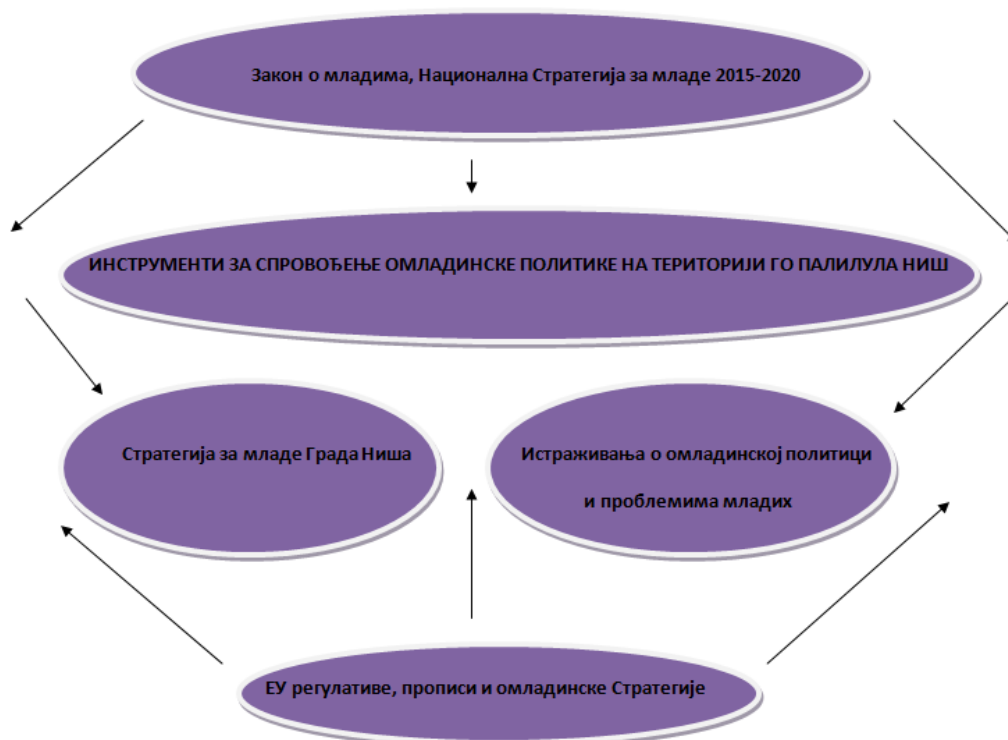 Закон о младима, Национална Стратегија за младе 2015-2020
ИНСТРУМЕНТИ ЗА СПРОВОЂЕЊЕ ОМЛАДИНСКЕ ПОЛИТИКЕ НА ТЕРИТОРИЈИ ГО ПАЛИЛУЛА НИШ
Стратегија за младе Града Ниша
Истраживања о омладинској политици
и проблемима младих
ЕУ регулативе, прописи и омладинске Стратегије